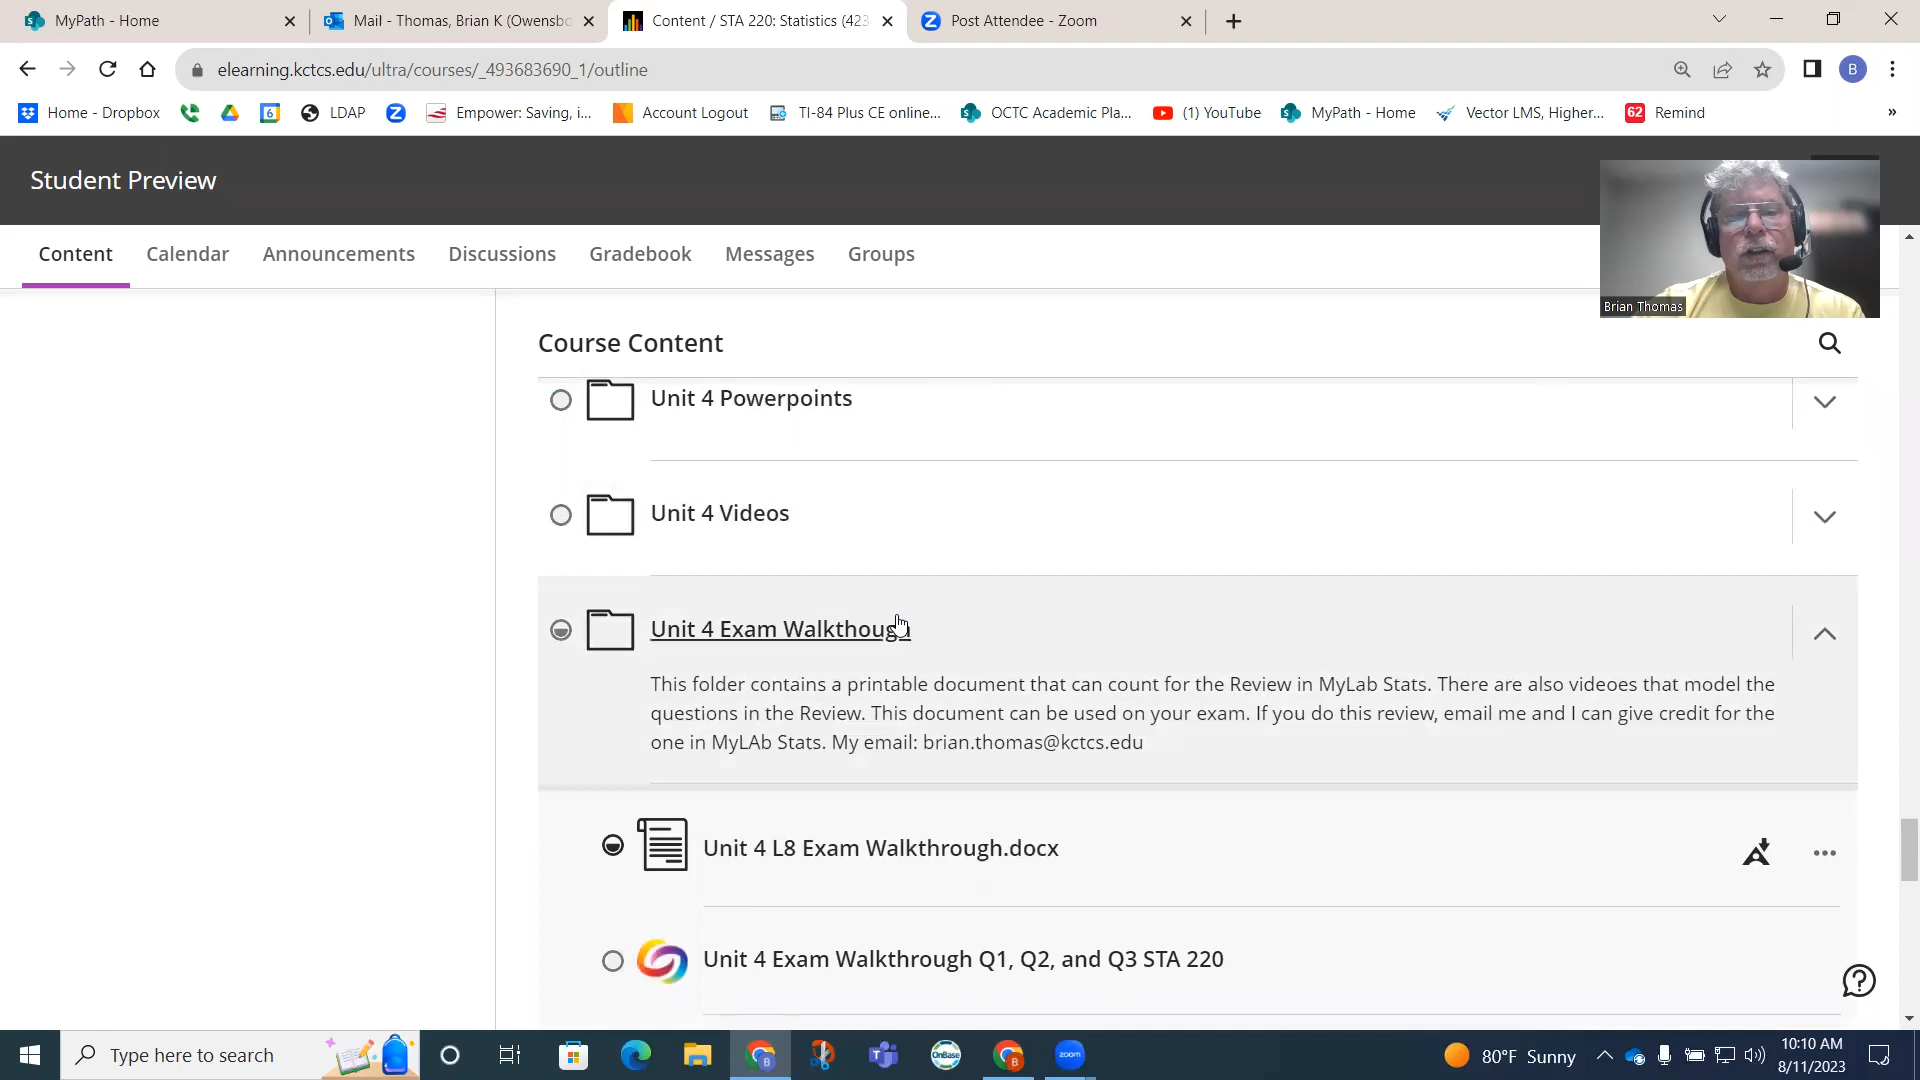 MyPath - Home
Mail - Thomas, Brian K (Owensbo
Content / STA 220: Statistics (423
Post Attendee - Zoom
elearning.kctcs.edu/ultra/courses/_493683690_1/outline
B
Home - Dropbox
6
LDAP
Empower: Saving, i...
Account Logout
TI-84 Plus CE online...
OCTC Academic Pla...
(1) YouTube
MyPath - Home
Vector LMS, Higher...
62
Remind
»
Student Preview
Content
Calendar
Announcements
Discussions
Gradebook
Messages
Groups
Brian Thomas
Course Content
Unit 4 Powerpoints
Unit 4 Videos
Unit 4 Exam Walkthough
This folder contains a printable document that can count for the Review in MyLab Stats. There are also videoes that model the
questions in the Review. This document can be used on your exam. If you do this review, email me and I can give credit for the
one in MyLAb Stats. My email: brian.thomas@kctcs.edu
Unit 4 L8 Exam Walkthrough.docx
Unit 4 Exam Walkthrough Q1, Q2, and Q3 STA 220
Type here to search
OnBase
zoom
80°F Sunny
10:10 AM
8/11/2023